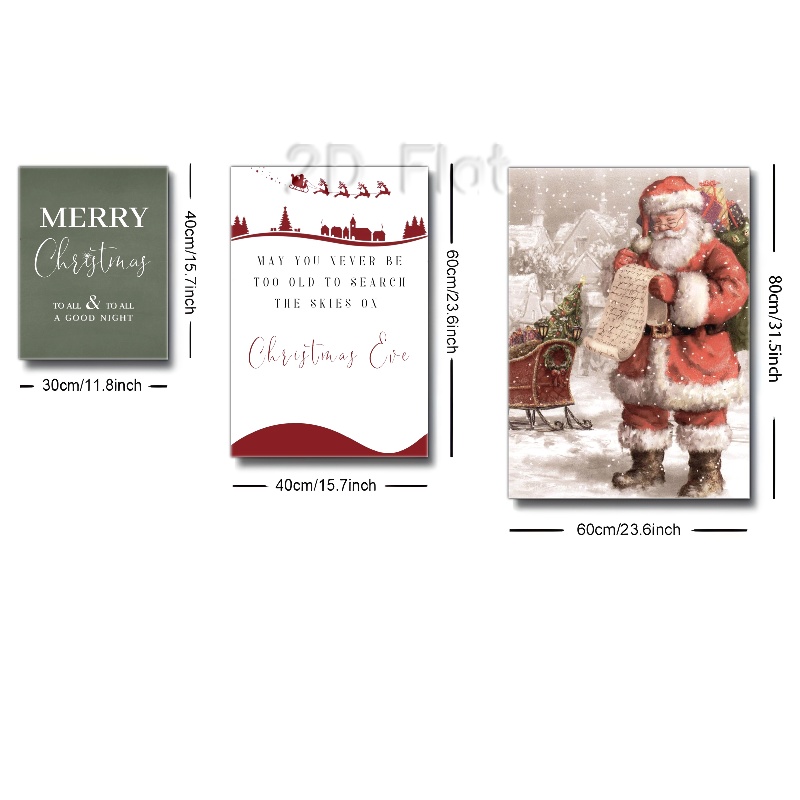 2D Flat
MERRY
Christmas
TO ALL & TO ALL
A GOOD NIGHT
40cm/15.7inch
30cm/11.8inch
MAY YOU NEVER BE
TOO OLD TO SEARCH
THE SKIES ON
Christmas Eve
60cm/23.6inch
40cm/15.7inch
80cm/31.5inch
60cm/23.6inch